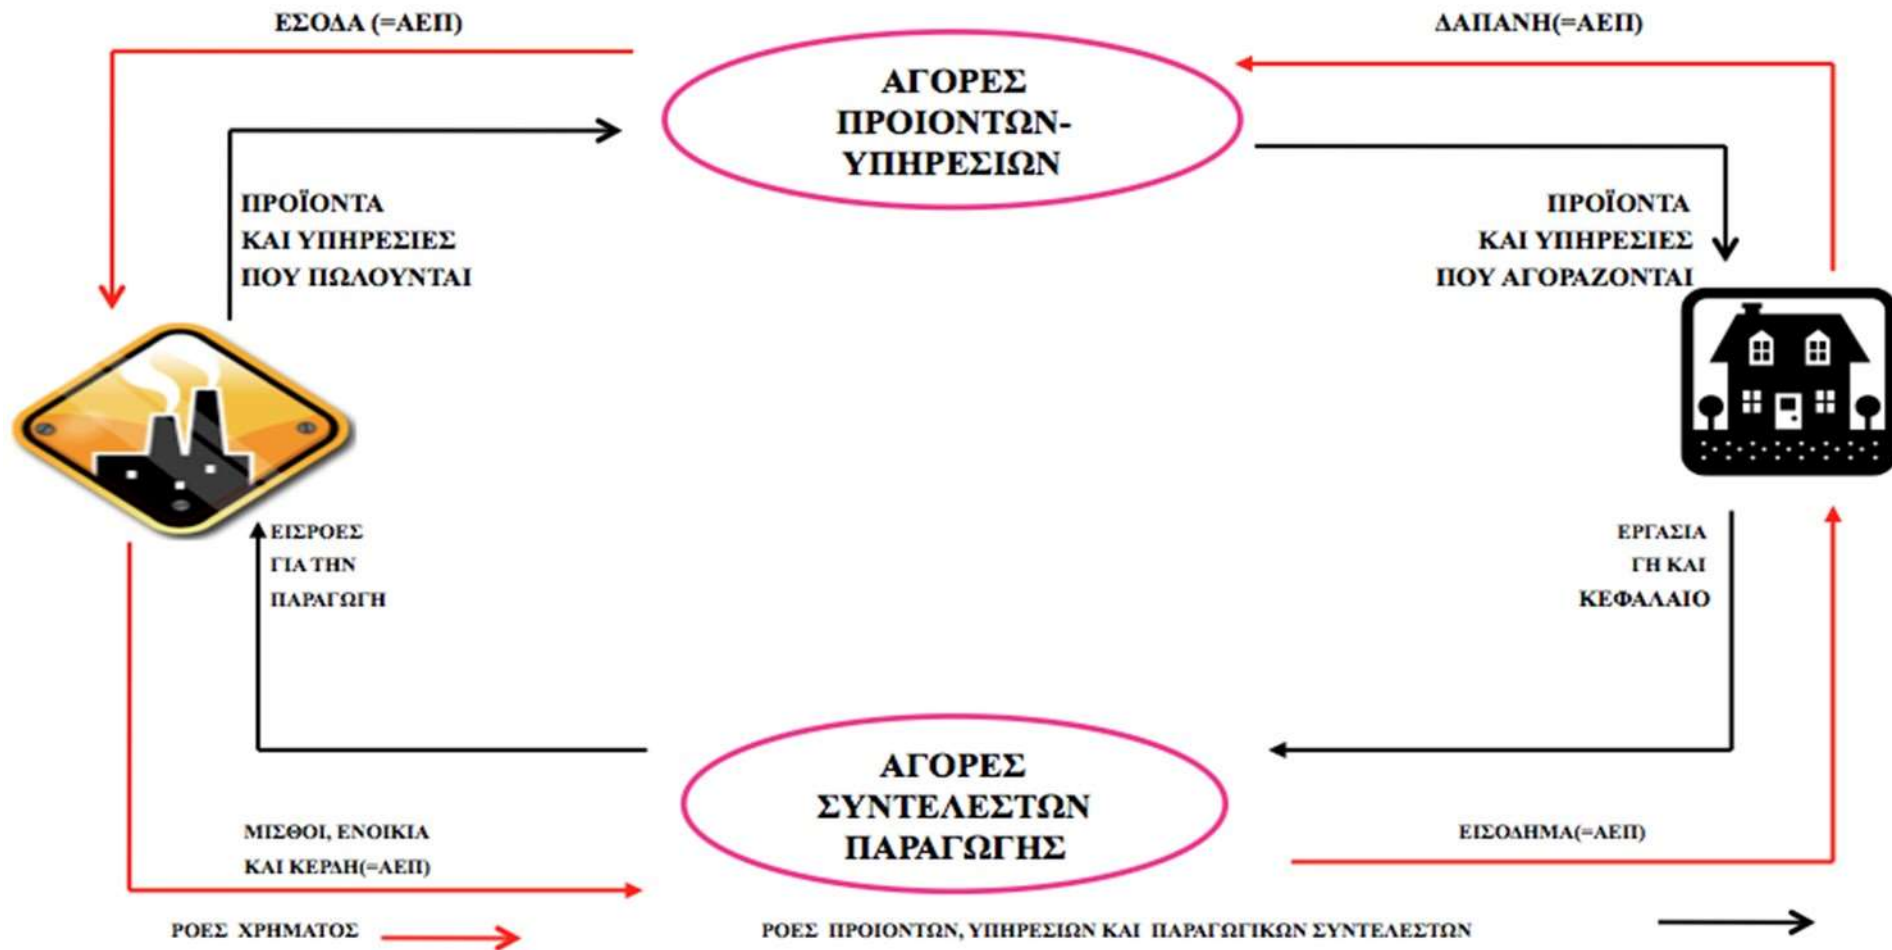 ΕΣΟΔΑ (=ΑΕΠ)
ΔΑΠΑΝΗ(=ΑΕΠ)
ΑΓΟΡΕΣ
ΠΡΟΙΟΝΤΩΝ-
ΥΠΗΡΕΣΙΩΝ
ΠΡΟΪΟΝΤΑ
ΚΑΙ ΥΠΗΡΕΣΙΕΣ
ΠΟΥ ΠΩΛΟΥΝΤΑΙ
ΠΡΟΪΟΝΤΑ
ΚΑΙ ΥΠΗΡΕΣΙΕΣ
ΠΟΥ ΑΓΟΡΑΖΟΝΤΑΙ
ΕΙΣΡΟΕΣ
ΓΙΑ ΤΗΝ
ΠΑΡΑΓΩΓΗ
ΕΡΓΑΣΙΑ
ΓΗ ΚΑΙ
ΚΕΦΑΛΑΙΟ
ΑΓΟΡΕΣ
ΣΥΝΤΕΛΕΣΤΩΝ
ΠΑΡΑΓΩΓΗΣ
ΜΙΣΘΟΙ, ΕΝΟΙΚΙΑ
ΚΑΙ ΚΕΡΔΗ(=ΑΕΠ)
ΕΙΣΟΔΗΜΑ(=ΑΕΠ)
ΡΟΕΣ ΧΡΗΜΑΤΟΣ
ΡΟΕΣ ΠΡΟΙΟΝΤΩΝ, ΥΠΗΡΕΣΙΩΝ ΚΑΙ ΠΑΡΑΓΩΓΙΚΩΝ ΣΥΝΤΕΛΕΣΤΩΝ